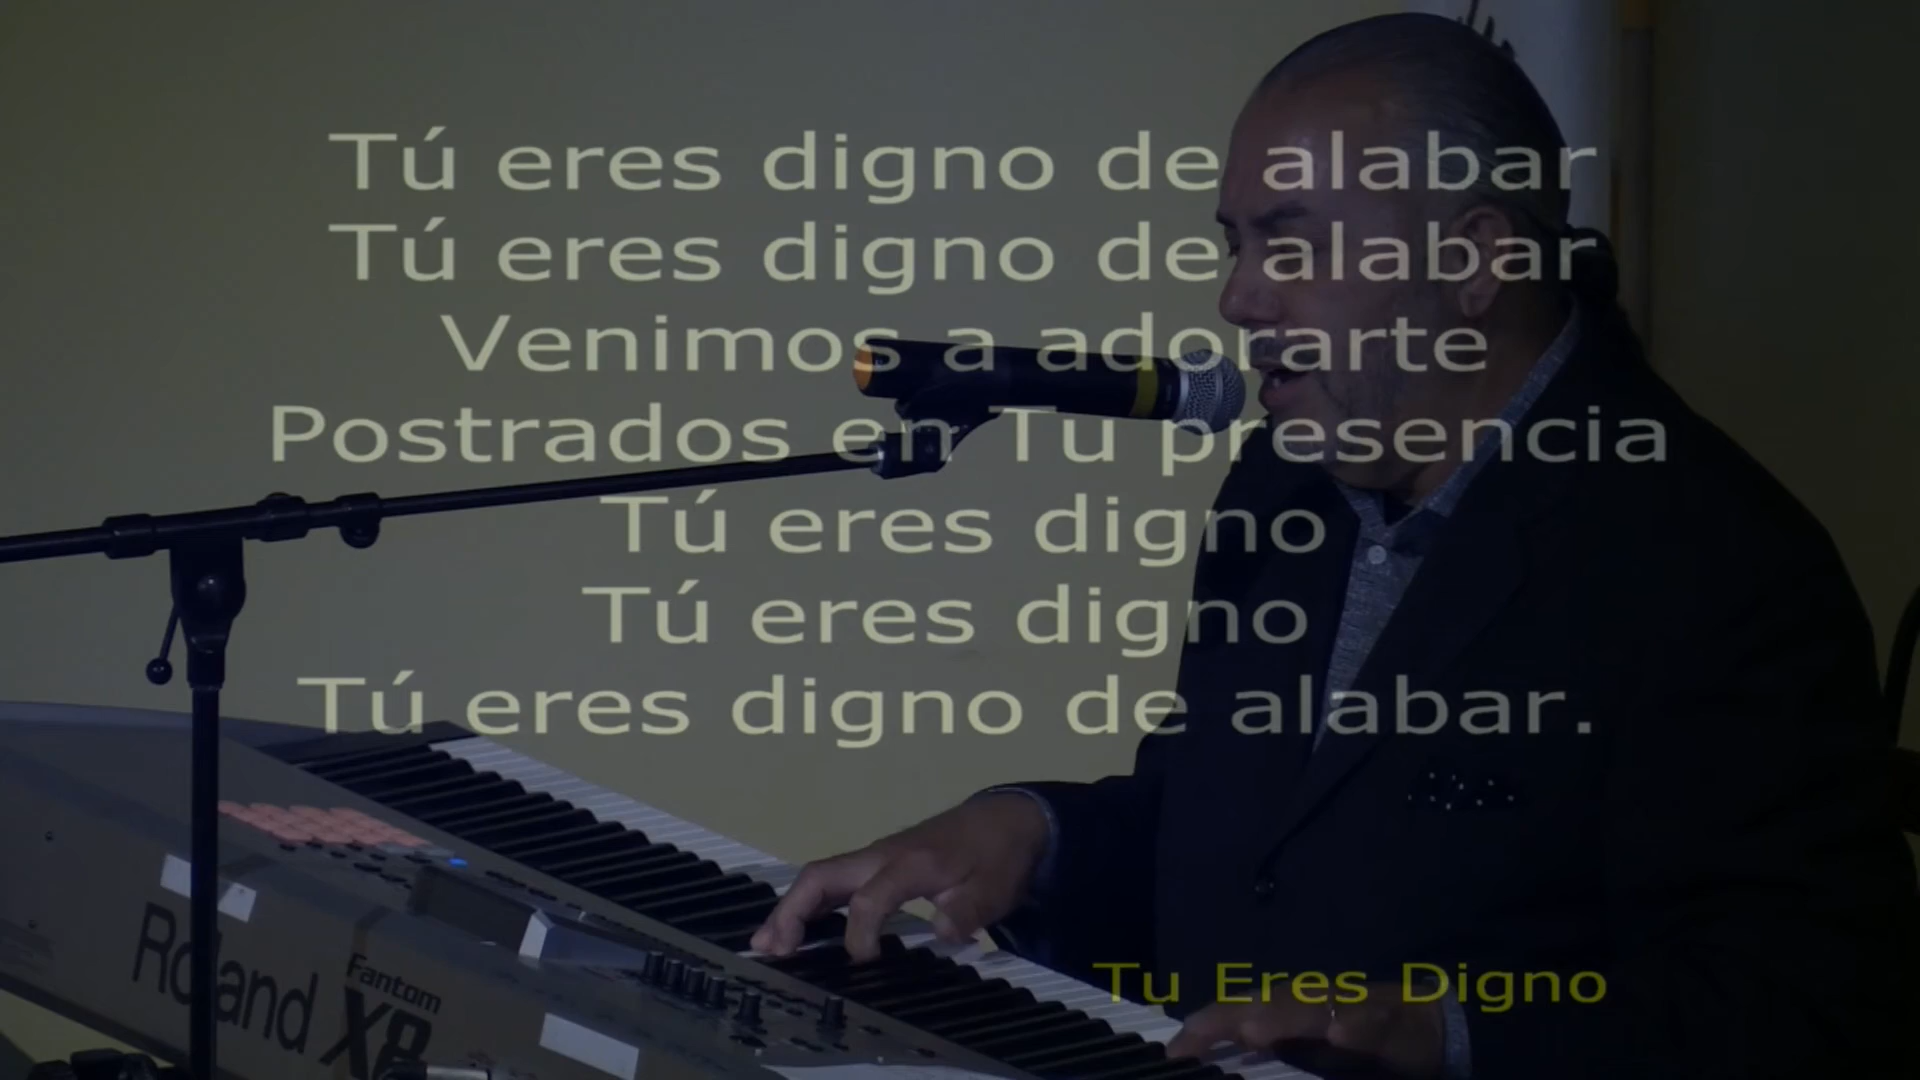 Tú eres digno de alabar
Tú eres digno de alabar
Venimos a adorarte
Postrados en Tu presencia
Tú eres digno
Tú eres digno
Tú eres digno de alabar.
Tu Eres Digno
Roland
Fantom
X8